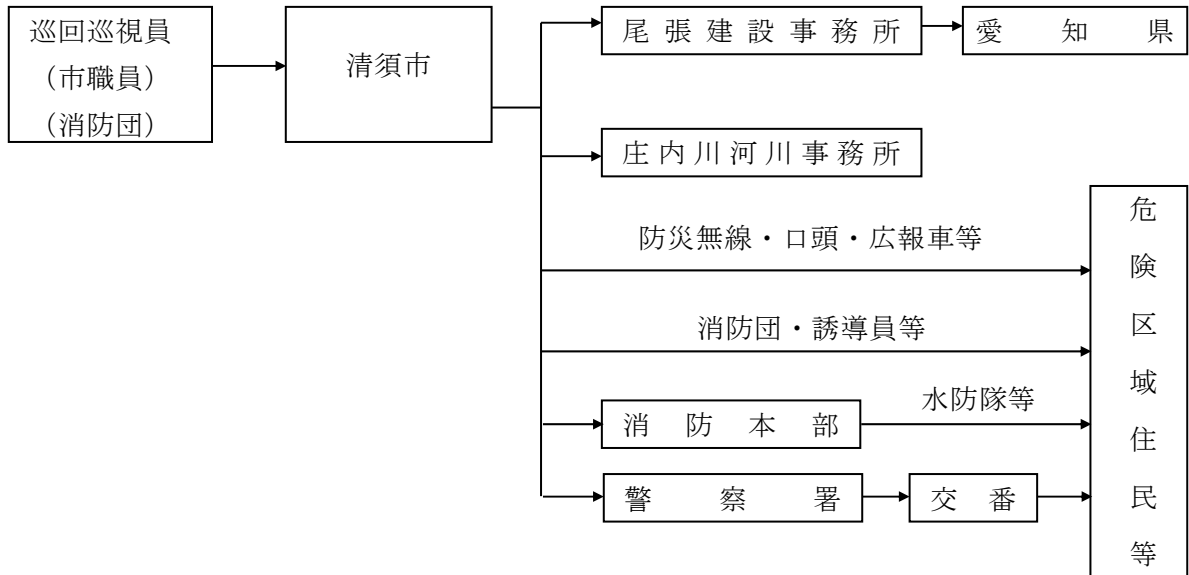 巡回巡視員
（市職員）
（消防団）
清須市
尾張建設事務所
愛知県
庄内川河川事務所
防災無線・口頭・広報車等
消防団・誘導員等
消防本部
水防隊等
警察署
交番
危険区域住民等